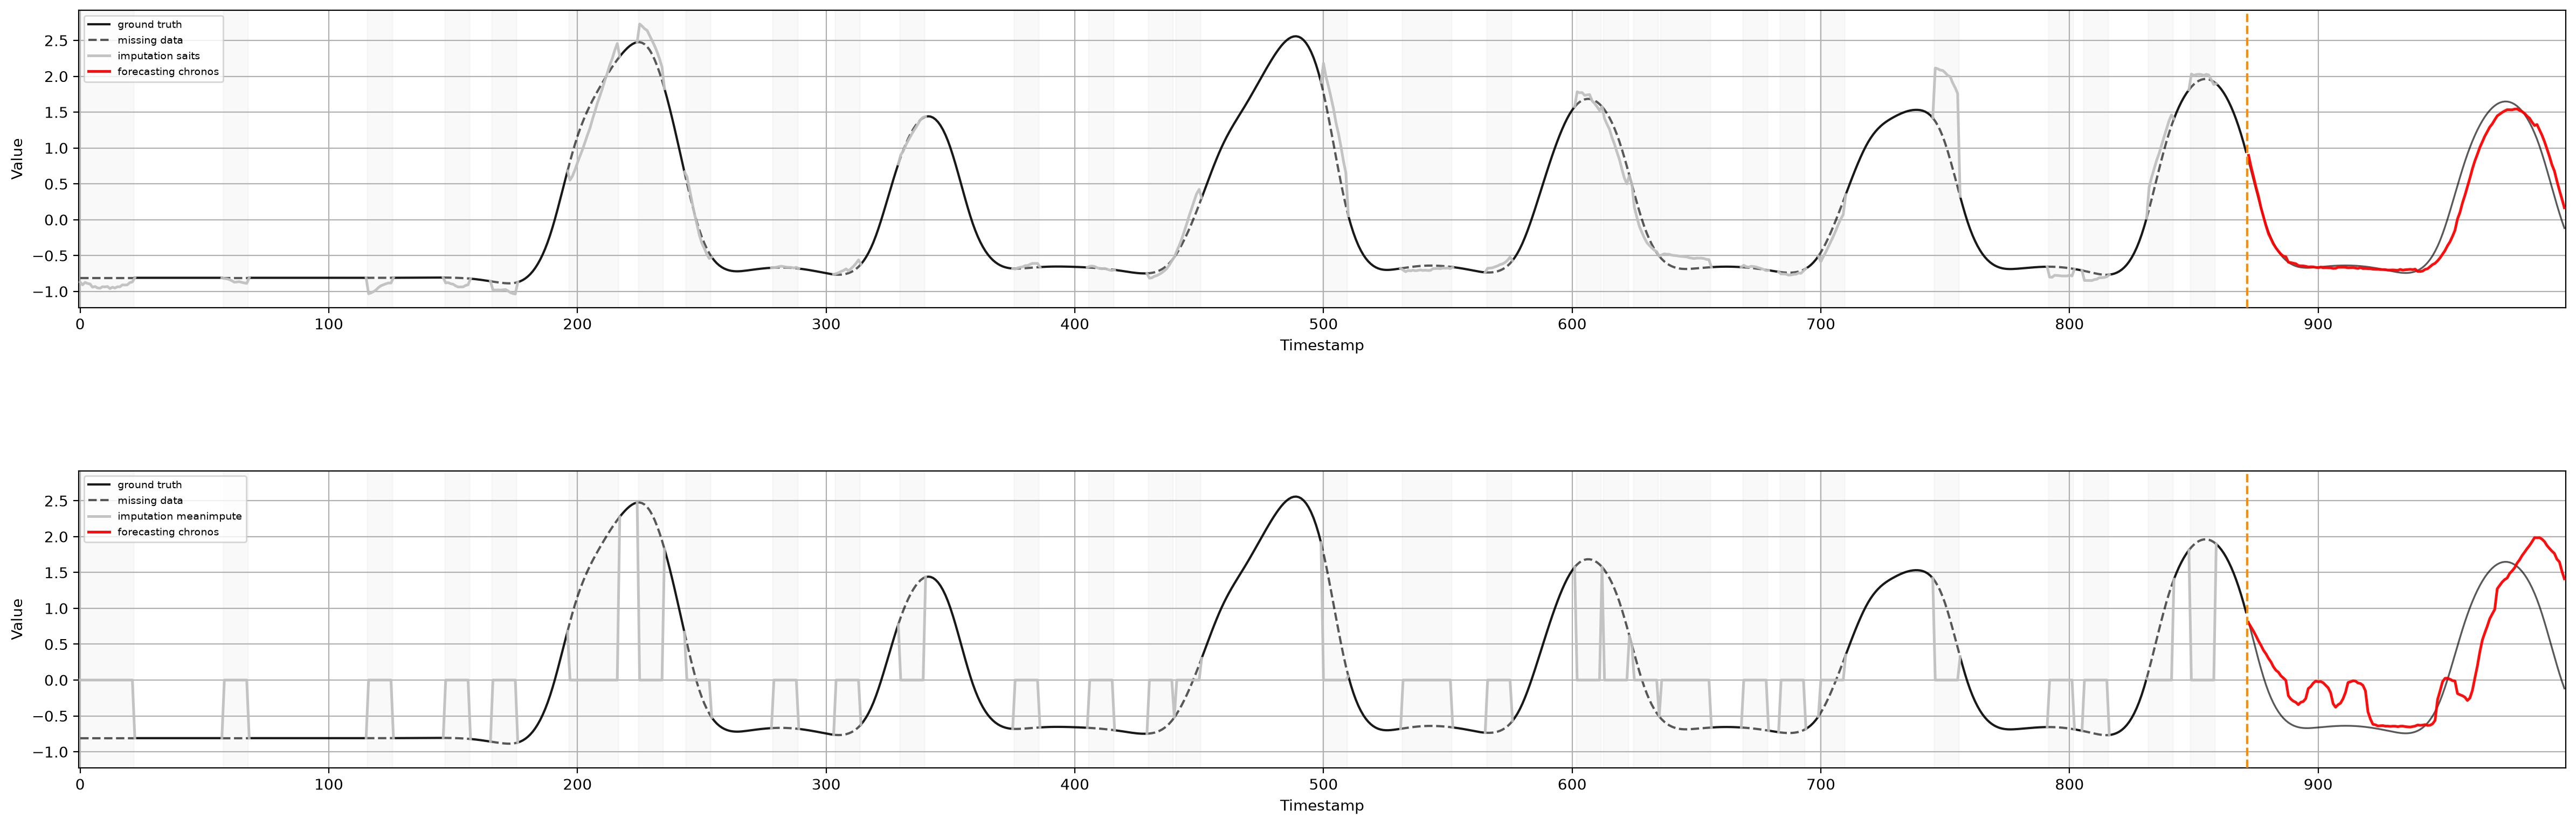 ground truth
missing data
imputation saits
forecasting chronos
Value
2.5
2.0
1.5
1.0
0.5
0.0
−0.5
−1.0
0 100 200 300 400 500 600 700 800 900
Timestamp
ground truth
missing data
imputation meanimpute
forecasting chronos
Value
2.5
2.0
1.5
1.0
0.5
0.0
−0.5
−1.0
0 100 200 300 400 500 600 700 800 900
Timestamp